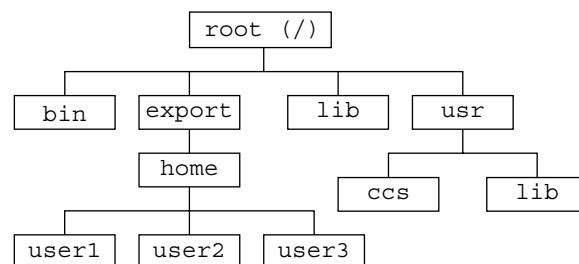 root (/)
bin
export
lib
usr
home
ccs
lib
user1
user2
user3